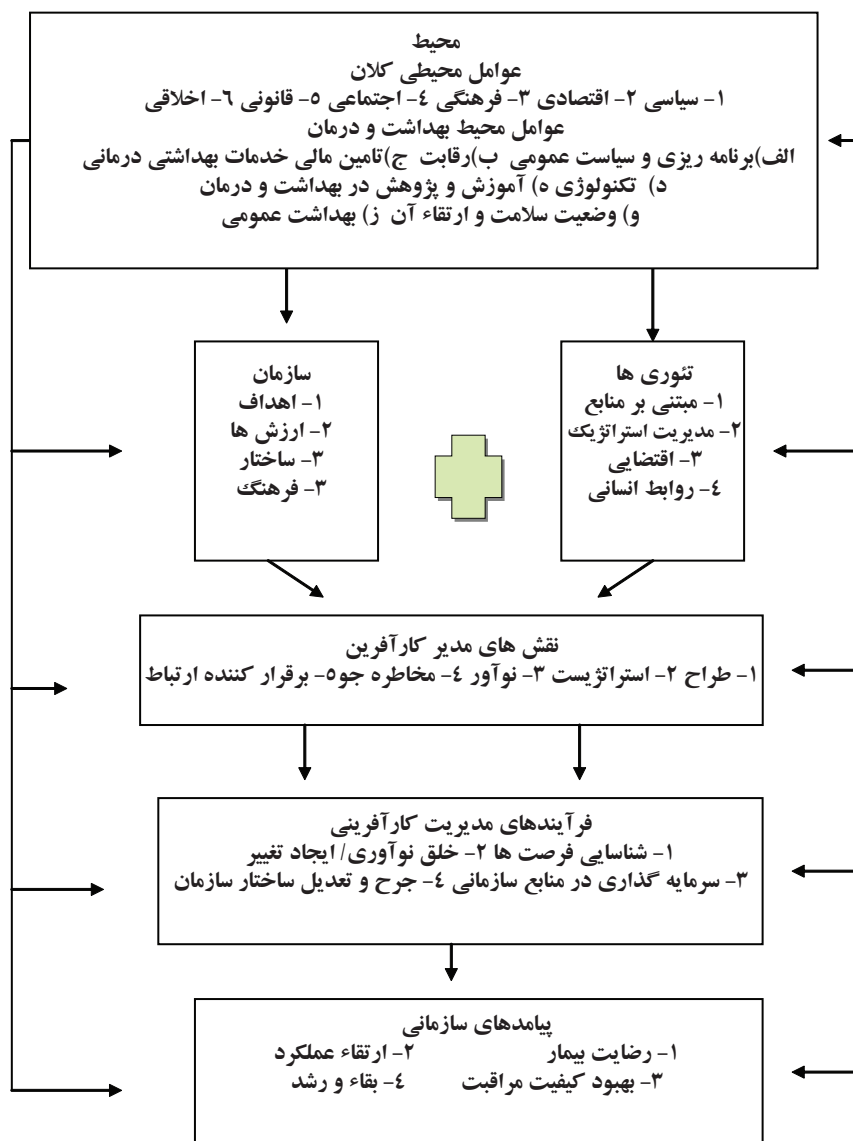 محیط
عوامل محیطی کلان
۱- سیاسی ۲- اقتصادی ۳- فرهنگی ٤- اجتماعی ٥- قانونی ٦- اخلاقی
عوامل محیط بهداشت و درمان
الف)برنامه ریزی و سیاست عمومی ب)رقابت ج)تامین مالی خدمات بهداشتی درمانی
د) تکنولوژی ه) آموزش و پژوهش در بهداشت و درمان
و) وضعیت سلامت و ارتقاء آن ز) بهداشت عمومی
تئوری ها
۱- مبتنی بر منابع
۲- مدیریت استراتژیک
۳- اقتضایی
٤- روابط انسانی
سازمان
۱- اهداف
۲- ارزش ها
۳- ساختار
۳- فرهنگ
نقش های مدیر کارآفرین
۱- طراح ۲- استراتژیست ۳- نوآور ٤- مخاطره جو٥- برقرار کننده ارتباط
فرآیندهای مدیریت کارآفرینی
۱- شناسایی فرصت ها ۲- خلق نوآوری/ ایجاد تغییر
۳- سرمایه گذاری در منابع سازمانی ٤- جرح و تعدیل ساختار سازمان
پیامدهای سازمانی
۱- رضایت بیمار ۲- ارتقاء عملکرد
۳- بهبود کیفیت مراقبت ٤- بقاء و رشد